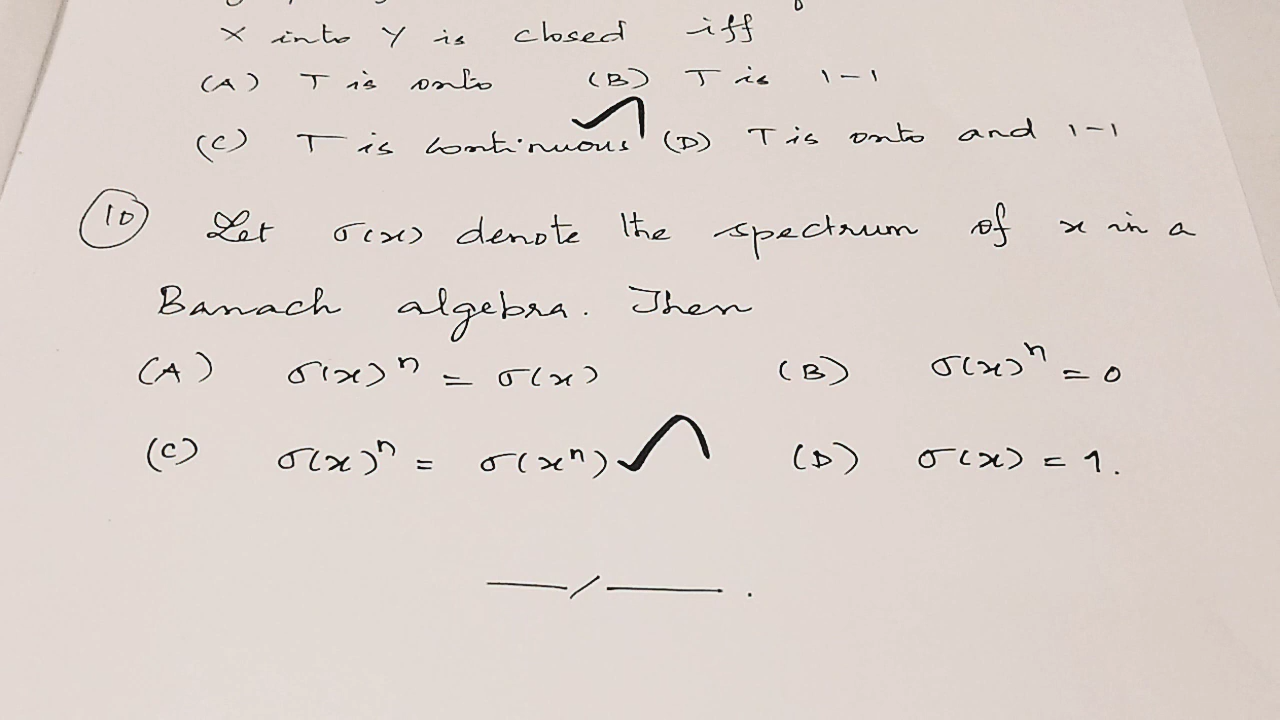 X into Y is closed iff
(A) T is onto (B) T is 1-1
(C) T is continuous (D) T is onto and 1-1
(10) Let σ(x) denote the spectrum of x in a
Banach algebra. Then
(A) σ(x)ⁿ = σ(x) (B) σ(x)ⁿ = 0
(C) σ(x)ⁿ = σ(xⁿ) (D) σ(x) = 1.